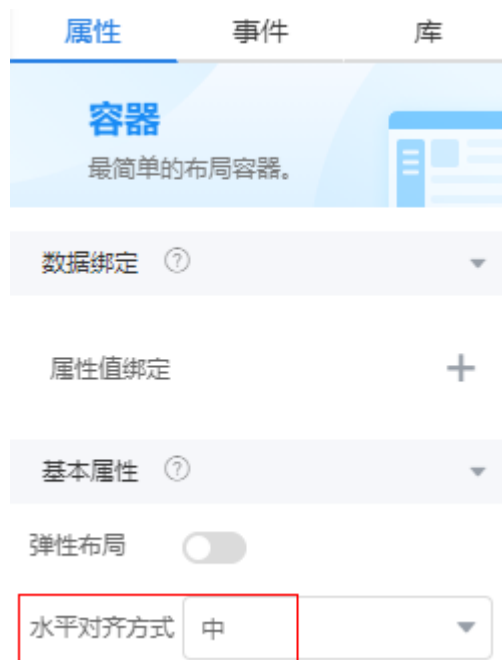 属性 事件 库
容器
最简单的布局容器。
数据绑定 ?
属性值绑定 +
基本属性 ?
弹性布局
水平对齐方式 中